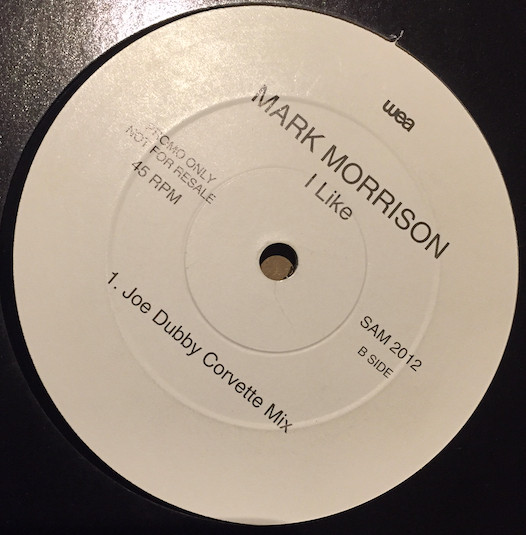 wea
MARK MORRISON
I Like
PROMO ONLY
NOT FOR RESALE
45 RPM
SAM 2012
B SIDE
1. Joe Dubby Corvette Mix